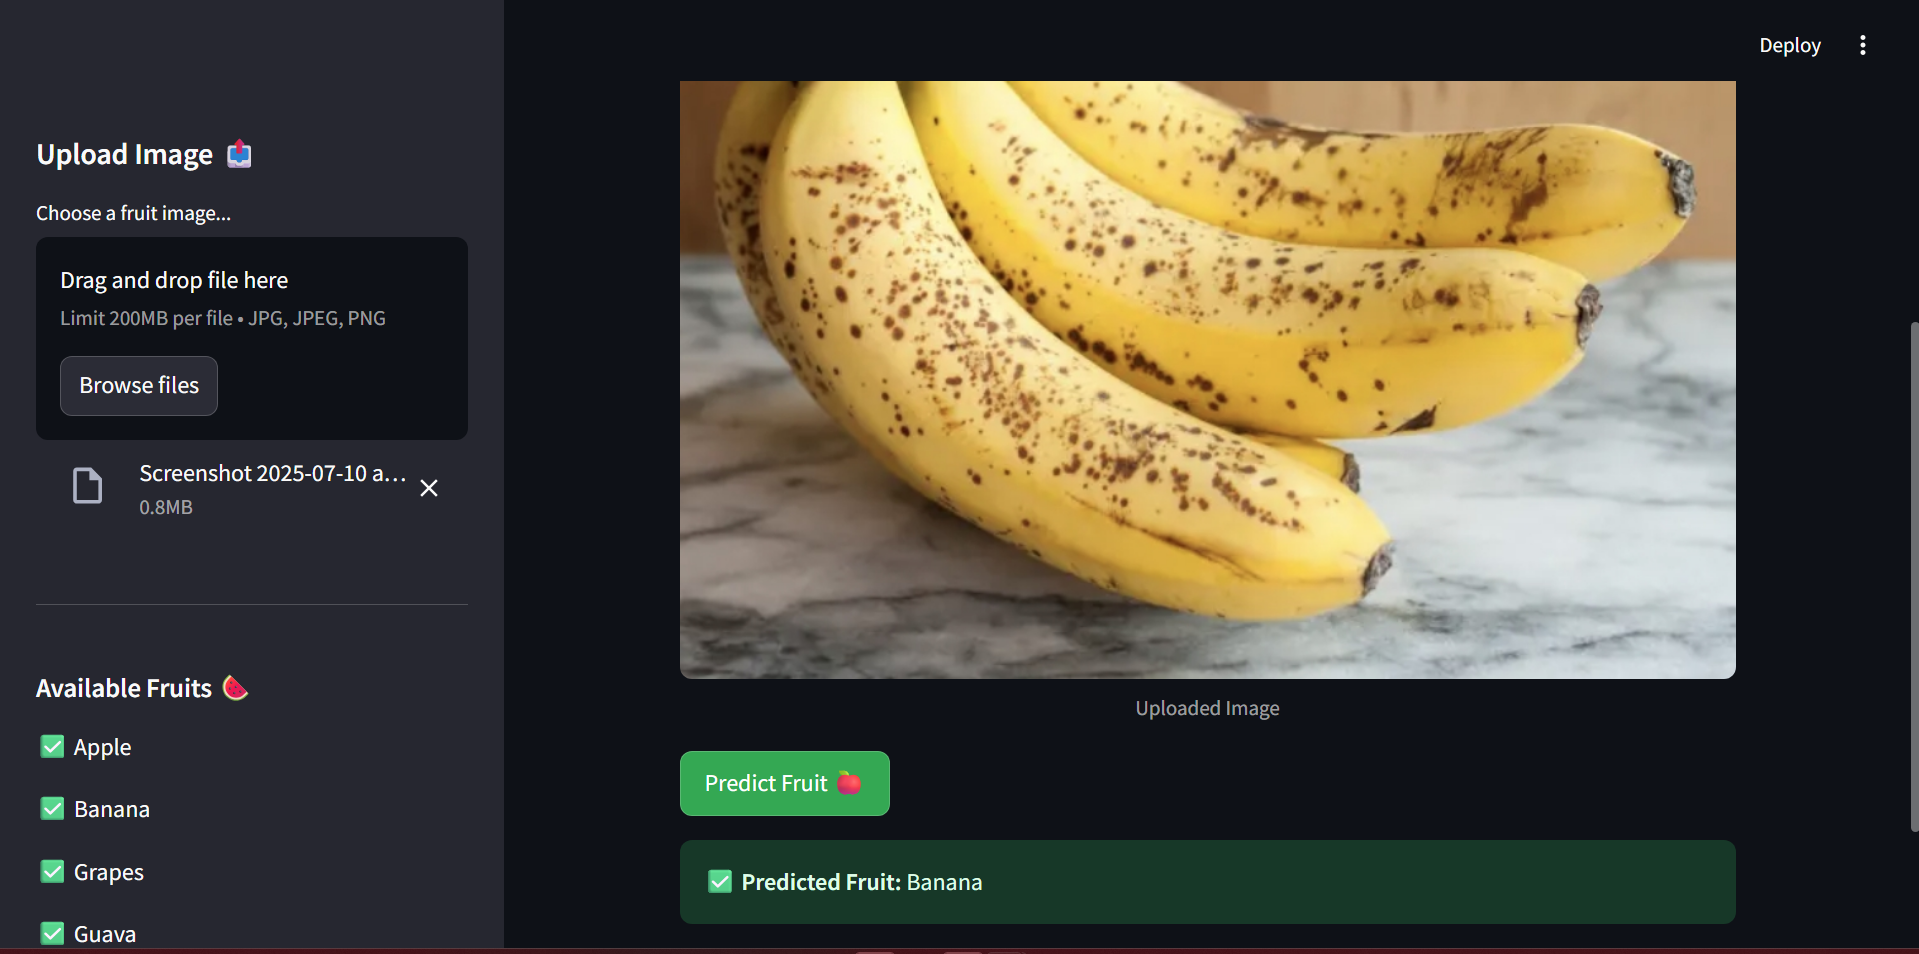 Deploy
Upload Image
Choose a fruit image...
Drag and drop file here
Limit 200MB per file • JPG, JPEG, PNG
Browse files
Screenshot 2025-07-10 a...
0.8MB
Available Fruits
Apple
Banana
Grapes
Guava
Uploaded Image
Predict Fruit
Predicted Fruit: Banana